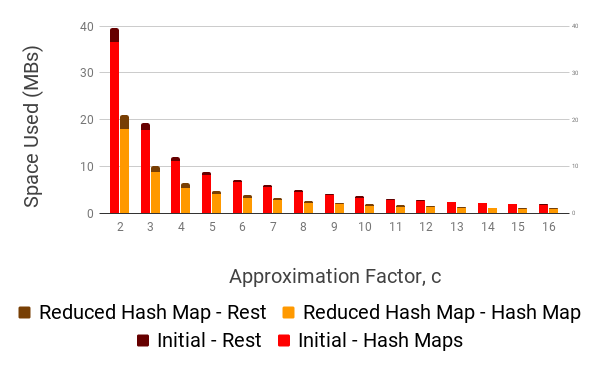 Space Used (MBs)
40 40
30 30
20 20
10 10
0 0
2 3 4 5 6 7 8 9 10 11 12 13 14 15 16
Approximation Factor, c
Reduced Hash Map - Rest Reduced Hash Map - Hash Map
Initial - Rest Initial - Hash Maps